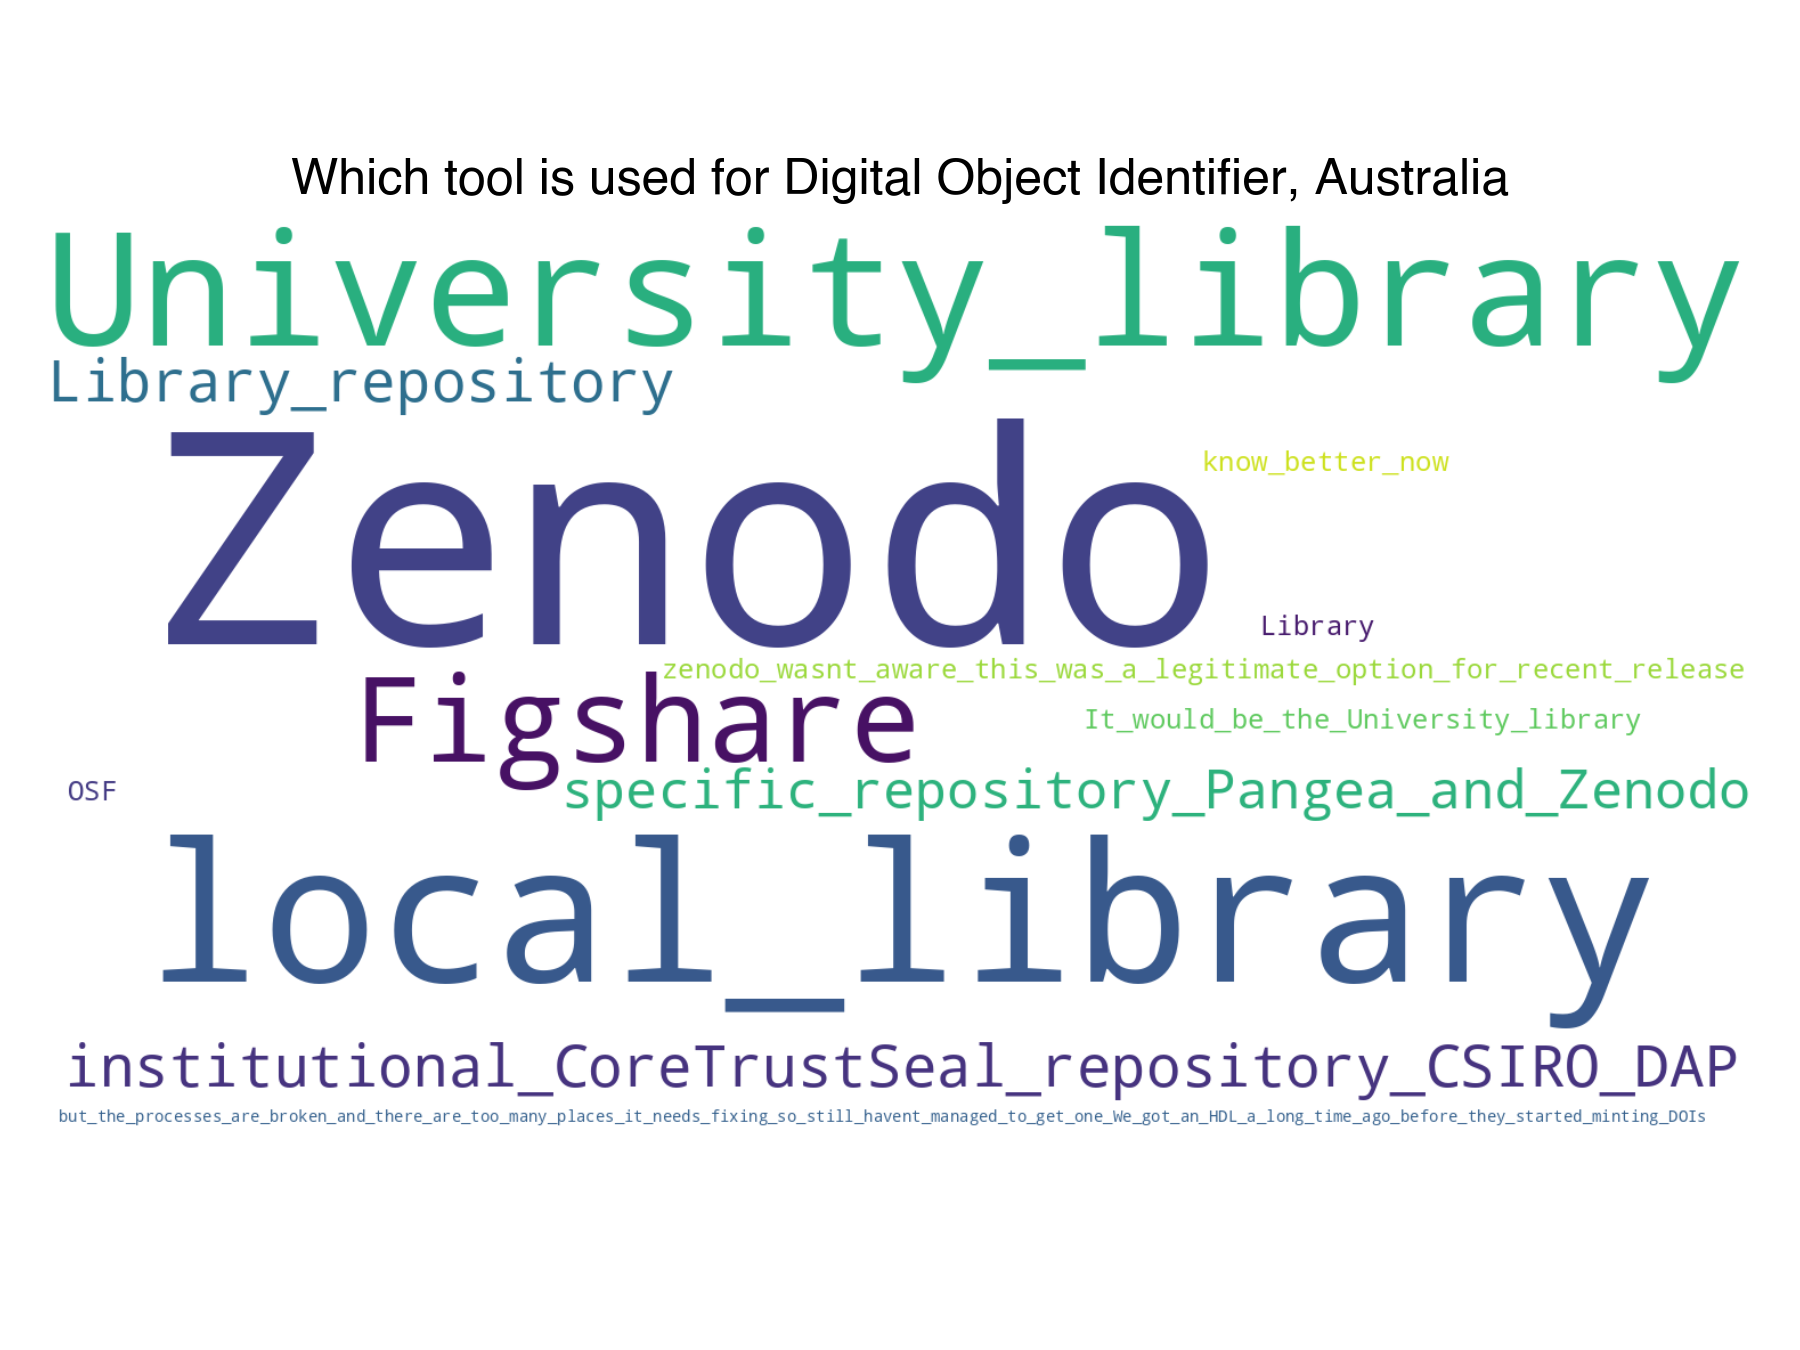 Which tool is used for Digital Object Identifier, Australia
University_library
Library_repository
Zenodo
know_better_now
Library
zenodo_wasnt_aware_this_was_a_legitimate_option_for_recent_release
Figshare
It_would_be_the_University_library
OSF
specific_repository_Pangea_and_Zenodo
local_library
institutional_CoreTrustSeal_repository_CSIRO_DAP
but_the_processes_are_broken_and_there_are_too_many_places_it_needs_fixing_so_still_havent_managed_to_get_one_We_got_an_HDL_a_long_time_ago_before_they_started_minting_DOIs